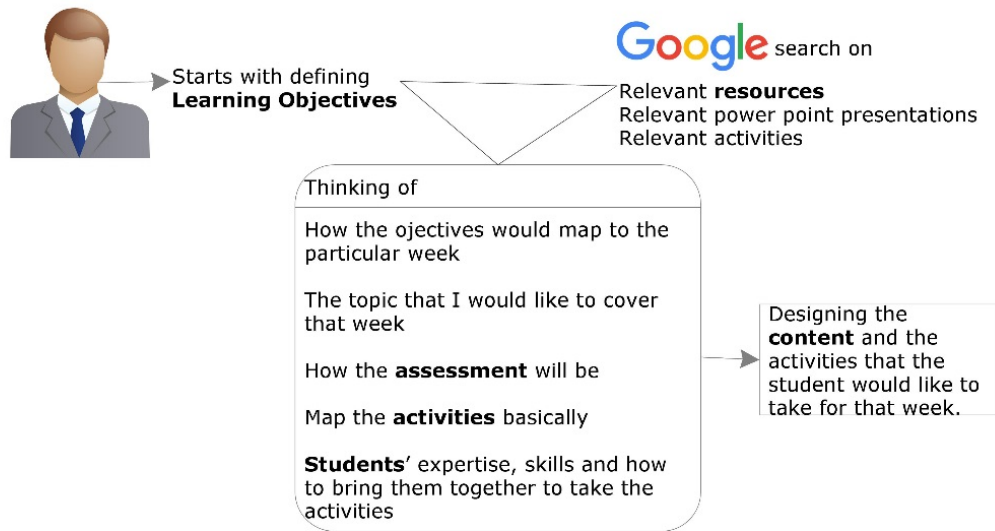 Starts with defining
Learning Objectives
Google search on
Relevant resources
Relevant power point presentations
Relevant activities
Thinking of
How the ojectives would map to the
particular week
The topic that I would like to cover
that week
How the assessment will be
Map the activities basically
Students’ expertise, skills and how
to bring them together to take the
activities
Designing the
content and the
activities that the
student would like to
take for that week.